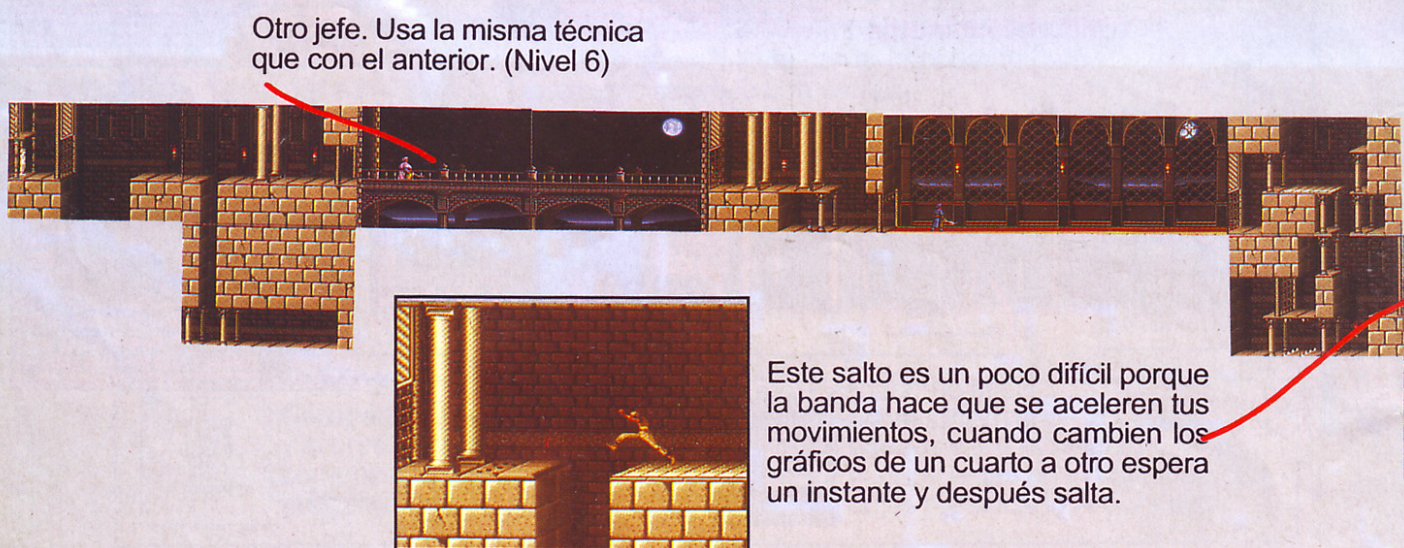 Otro jefe. Usa la misma técnica
que con el anterior. (Nivel 6)
Este salto es un poco difícil porque
la banda hace que se aceleren tus
movimientos, cuando cambien los
gráficos de un cuarto a otro espera
un instante y después salta.